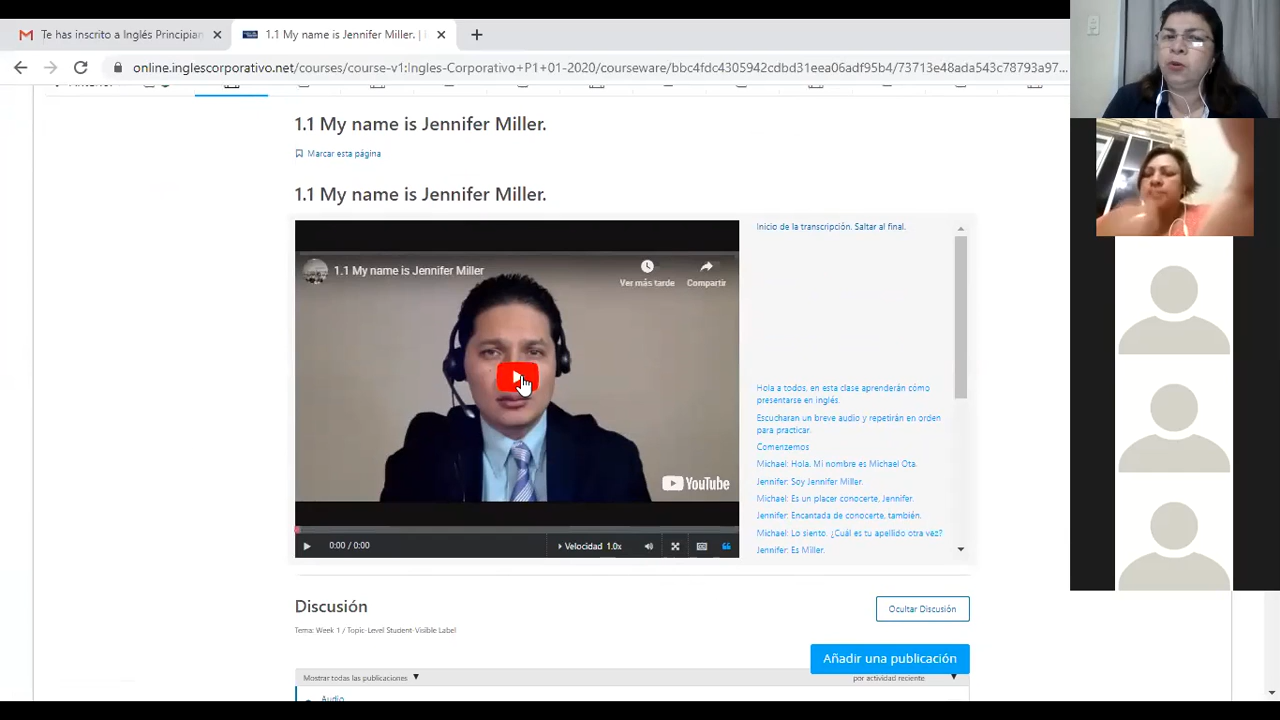 Te has inscrito a Inglés Principian
1.1 My name is Jennifer Miller. |
online.inglescorporativo.net/courses/course-v1:Ingles-Corporativo+P1+01-2020/courseware/bbc4fdc4305942cdbd31eea06adf95b4/73713e48ada543c78793a97...
1.1 My name is Jennifer Miller.
Marcar esta página
1.1 My name is Jennifer Miller.
1.1 My name is Jennifer Miller
Ver más tarde
Compartir
YouTube
0:00 / 0:00
Velocidad 1.0x
Inicio de la transcripción. Saltar al final.
Hola a todos, en esta clase aprenderán cómo
presentarse en inglés.
Escucharan un breve audio y repetirán en orden
para practicar.
Comenzemos
Michael: Hola. Mi nombre es Michael Ota.
Jennifer: Soy Jennifer Miller.
Michael: Es un placer conocerte, Jennifer.
Jennifer: Encantada de conocerte, también.
Michael: Lo siento. ¿Cuál es tu apellido otra vez?
Jennifer: Es Miller.
Discusión
Ocultar Discusión
Tema: Week 1 / Topic-Level Student-Visible Label
Añadir una publicación
Mostrar todas las publicaciones
por actividad reciente
Audio